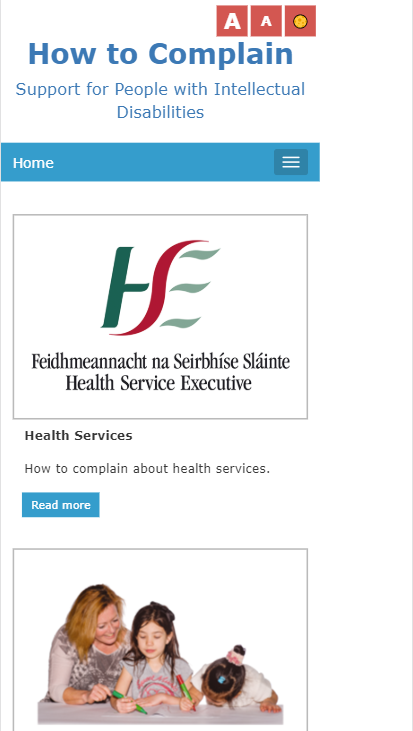 A A
How to Complain
Support for People with Intellectual
Disabilities
Home
HSE
Feidhmeannacht na Seirbhíse Sláinte
Health Service Executive
Health Services
How to complain about health services.
Read more